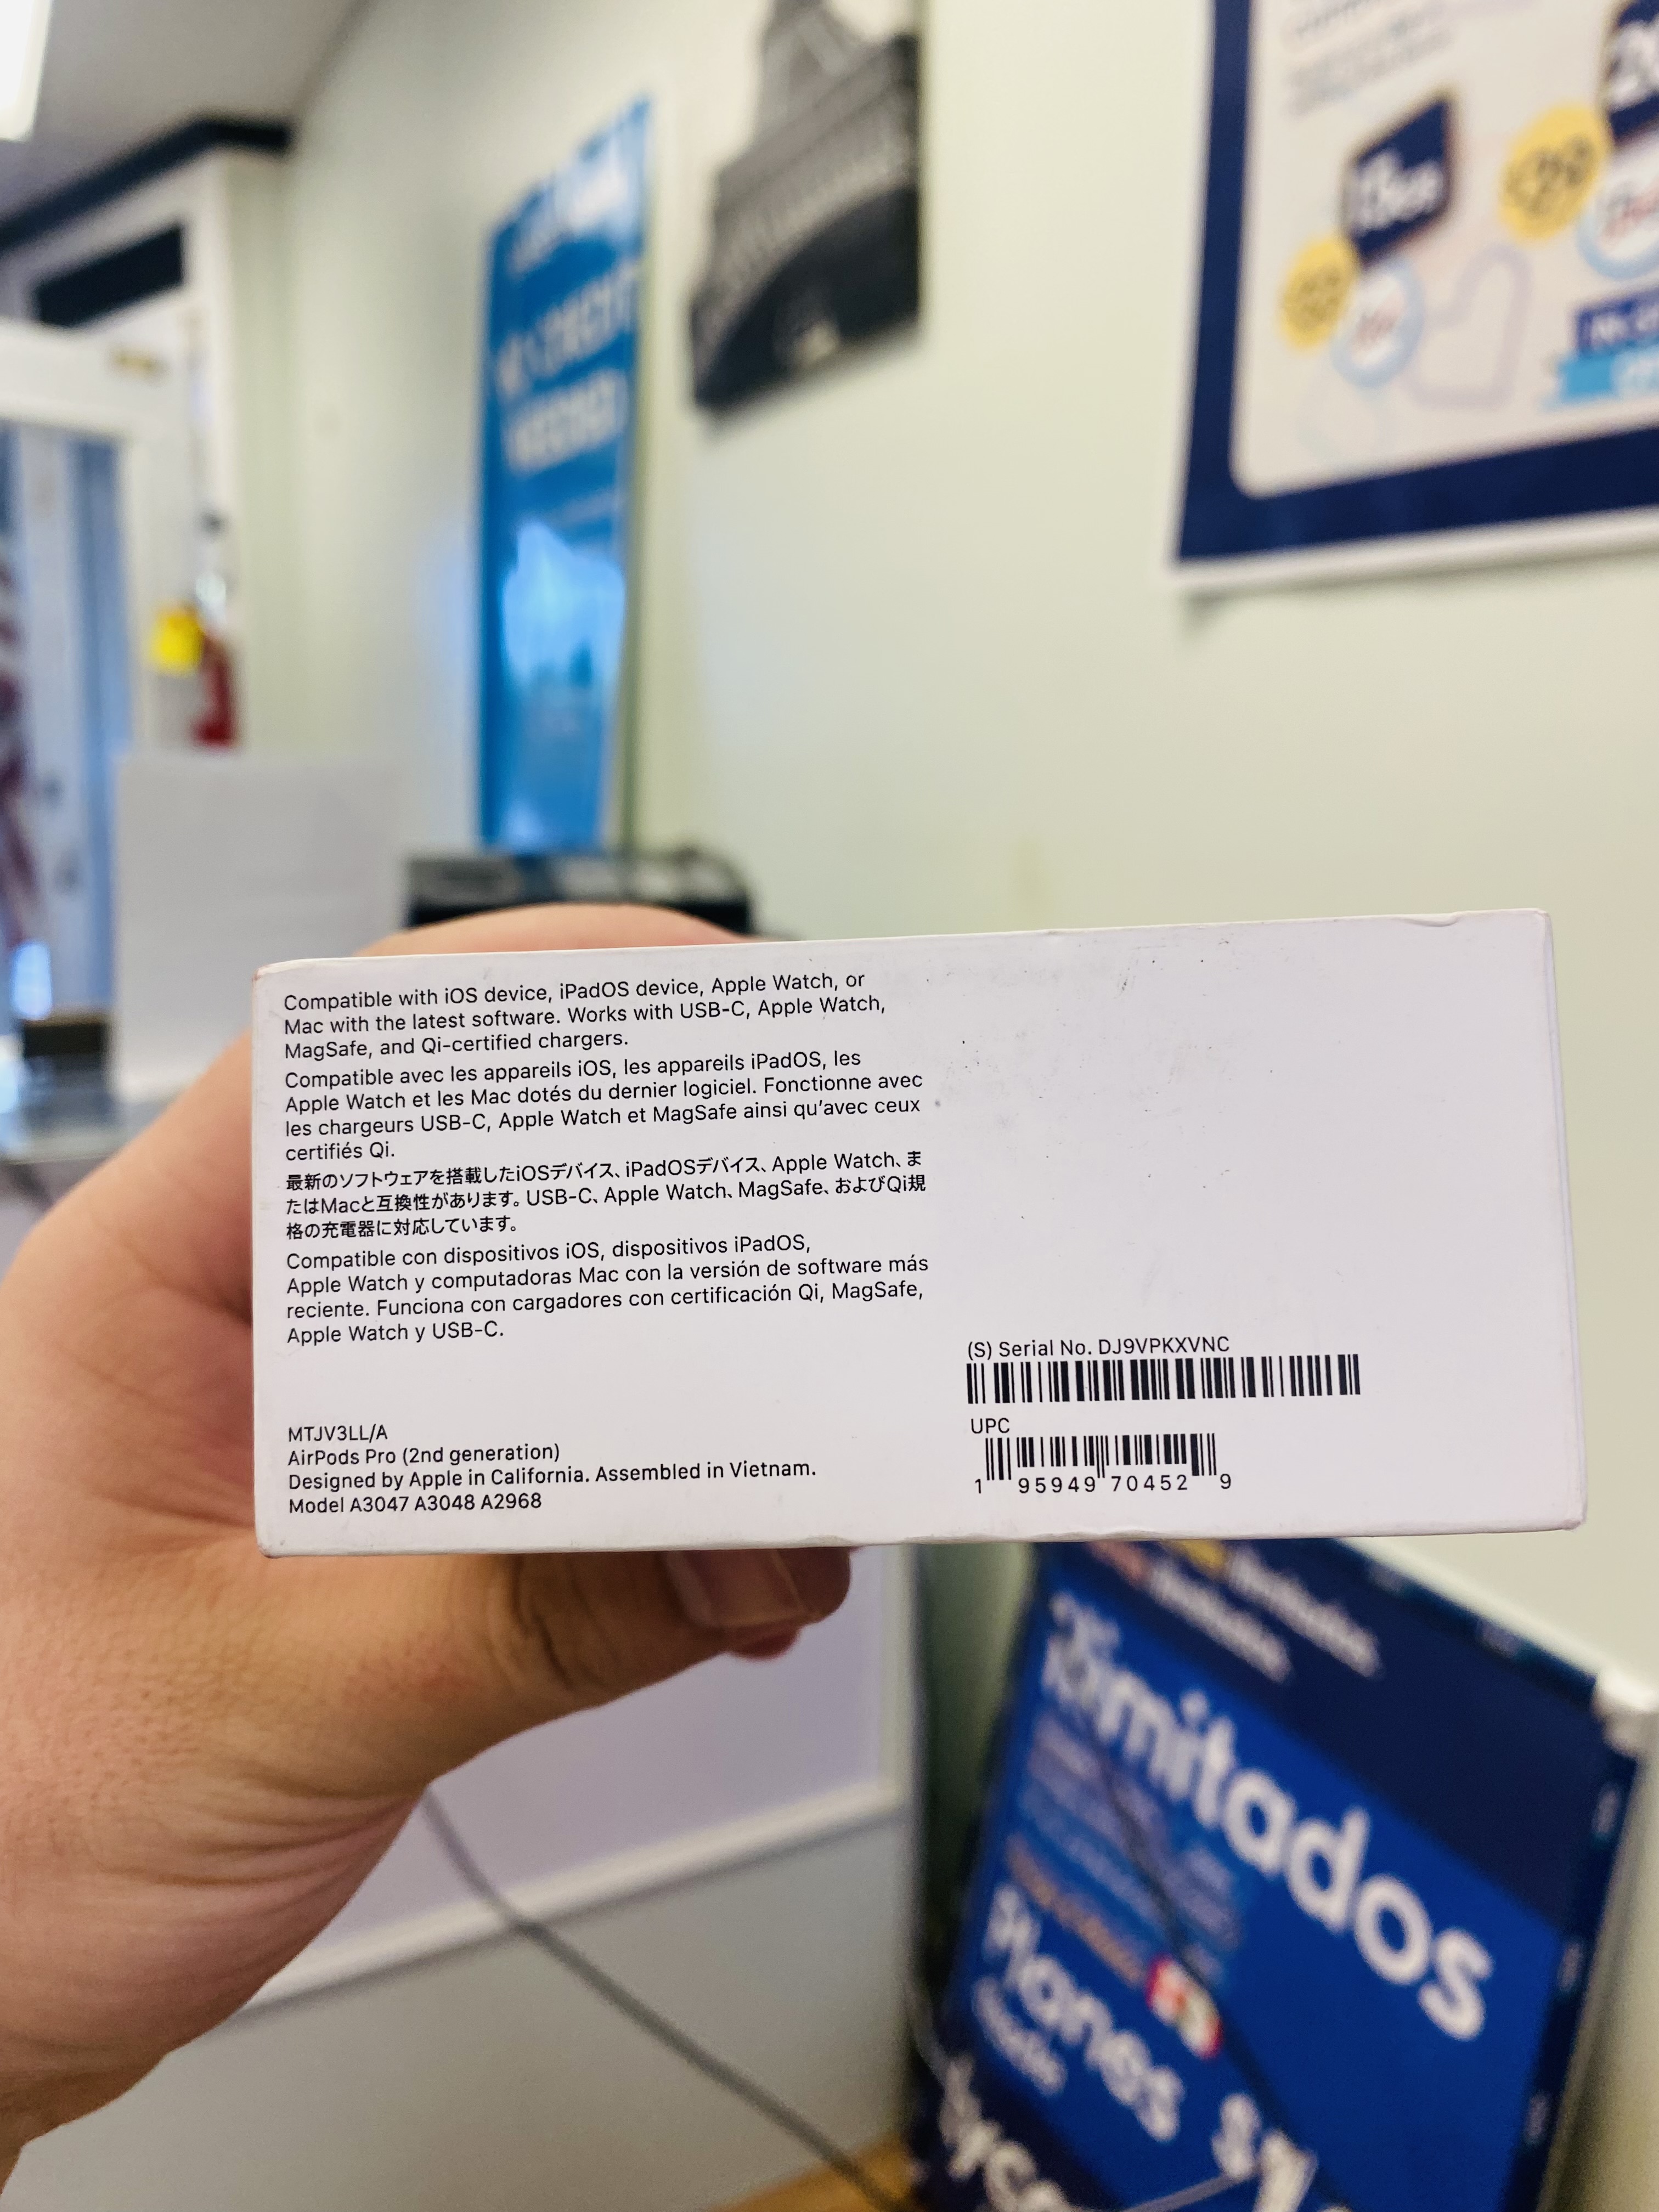 Compatible with iOS device, iPadOS device, Apple Watch, or
Mac with the latest software. Works with USB-C, Apple Watch,
MagSafe, and Qi-certified chargers.
Compatible avec les appareils iOS, les appareils iPadOS, les
Apple Watch et les Mac dotés du dernier logiciel. Fonctionne avec
les chargeurs USB-C, Apple Watch et MagSafe ainsi qu'avec ceux
certifiés Qi.
最新のソフトウェアを搭載したiOSデバイス、iPadOSデバイス、Apple Watch、ま
たはMacと互換性があります。USB-C、Apple Watch、MagSafe、およびQi規
格の充電器に対応しています。
Compatible con dispositivos iOS, dispositivos iPadOS,
Apple Watch y computadoras Mac con la versión de software más
reciente. Funciona con cargadores con certificación Qi, MagSafe,
Apple Watch y USB-C.
MTJV3LL/A
AirPods Pro (2nd generation)
Designed by Apple in California. Assembled in Vietnam.
Model A3047 A3048 A2968
(S) Serial No. DJ9VPKXVNC
UPC
1 95949 70452 9
Planes